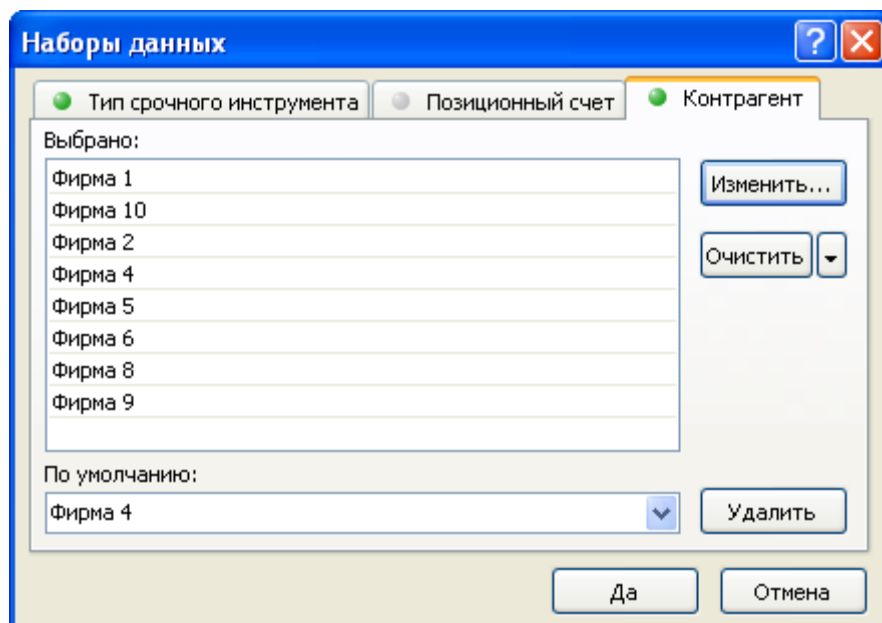 Наборы данных
Тип срочного инструмента Позиционный счет Контрагент
Выбрано:
Фирма 1
Фирма 10
Фирма 2
Фирма 4
Фирма 5
Фирма 6
Фирма 8
Фирма 9
Изменить...
Очистить
По умолчанию:
Фирма 4
Удалить
Да Отмена